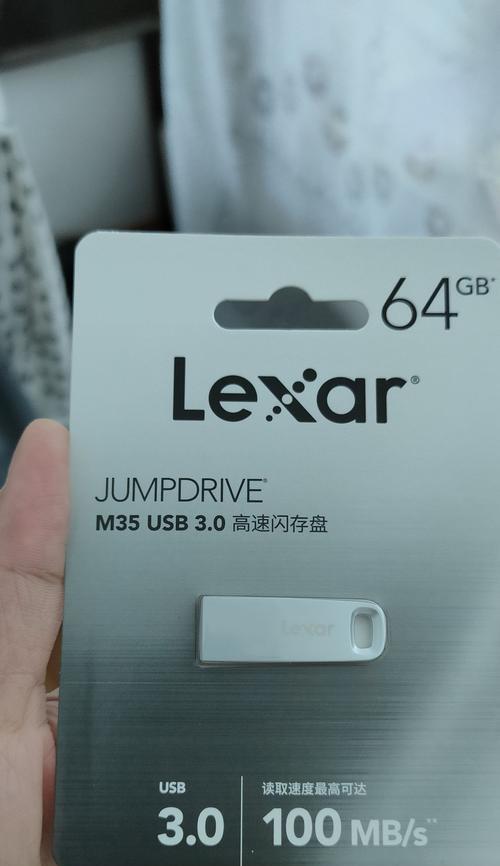 64GB*
Lexar®
JUMPDRIVE®
M35 USB 3.0 高速闪存盘
Lexar
USB
3.0
读取速度最高可达
100 MB/s**